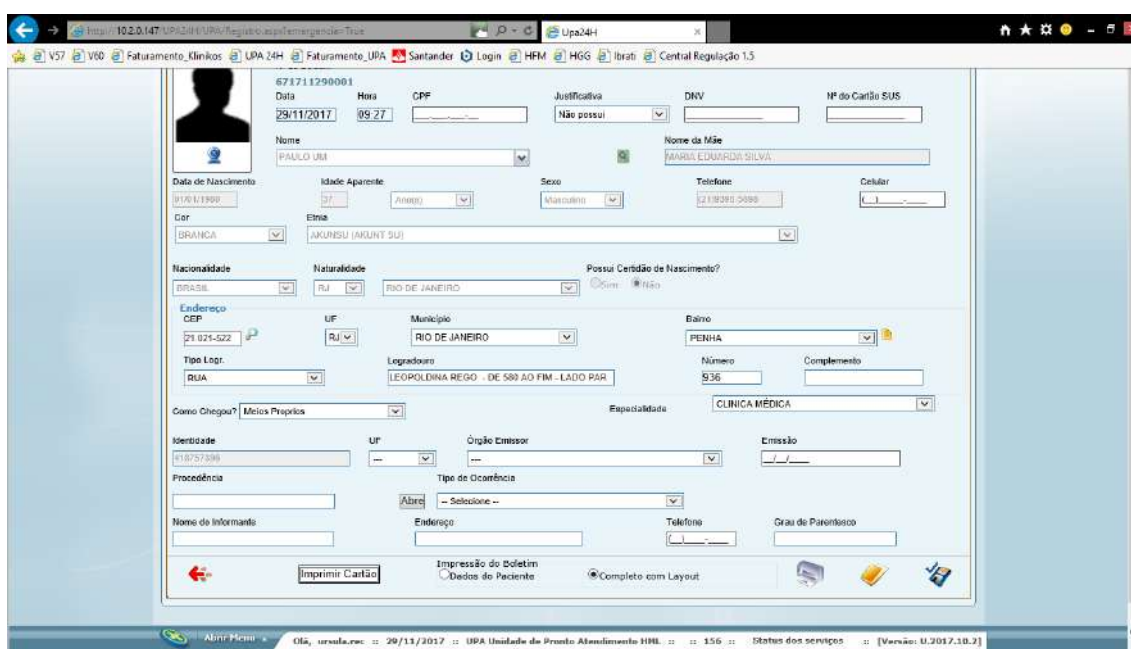 http://10.2.0.147/UPA24H/UPA/Registro.aspx?emergencia=True
Upa24H
V57 V60 Faturamento_Klinikos UPA 24H Faturamento_UPA Santander Login HFM HGG Ibrati Central Regulação 1.5
671711290001
Data Hora CPF Justificativa DNV Nº do Cartão SUS
29/11/2017 09:27 Não possui
Nome Nome da Mãe
PAULO UM MARIA EDUARDA SILVA
Data de Nascimento Idade Aparente Sexo Telefone Celular
37 Ano(s) Masculino
Cor Etnia
BRANCA AKUNSU (AKUNT SU)
Nacionalidade Naturalidade Possui Certidão de Nascimento?
BRASIL RJ RIO DE JANEIRO Sim Não
Endereço
CEP UF Município Bairro
21.021-522 RJ RIO DE JANEIRO PENHA
Tipo Logr. Logradouro Número Complemento
RUA LEOPOLDINA REGO - DE 580 AO FIM - LADO PAR 936
Como Chegou? Meios Proprios Especialidade CLINICA MÉDICA
Identidade UF Órgão Emissor Emissão
--- --- __/__/____
Procedência Tipo de Ocorrência
Abre -- Selecione --
Nome do Informante Endereço Telefone Grau de Parentesco
Imprimir Cartão Impressão do Boletim
Dados do Paciente Completo com Layout
Abrir Menu Olá, ursula.rec :: 29/11/2017 :: UPA Unidade de Pronto Atendimento HML :: :: 156 :: Status dos serviços :: [Versão: U.2017.10.2]